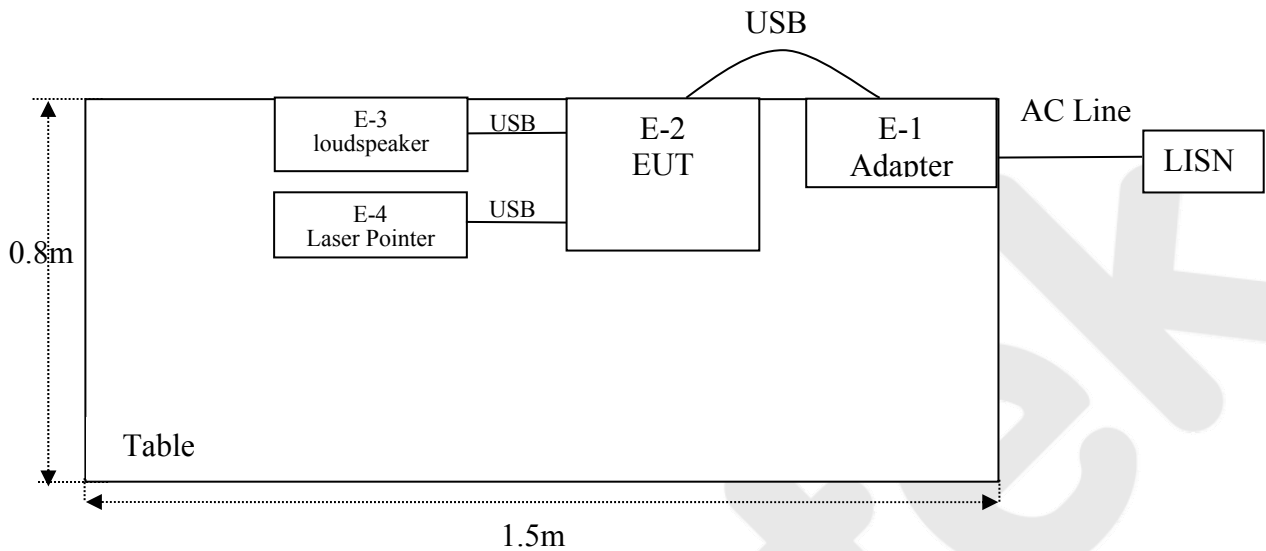 USB
E-3
loudspeaker
USB
E-2
EUT
E-1
Adapter
AC Line
LISN
E-4
Laser Pointer
USB
0.8m
Table
1.5m